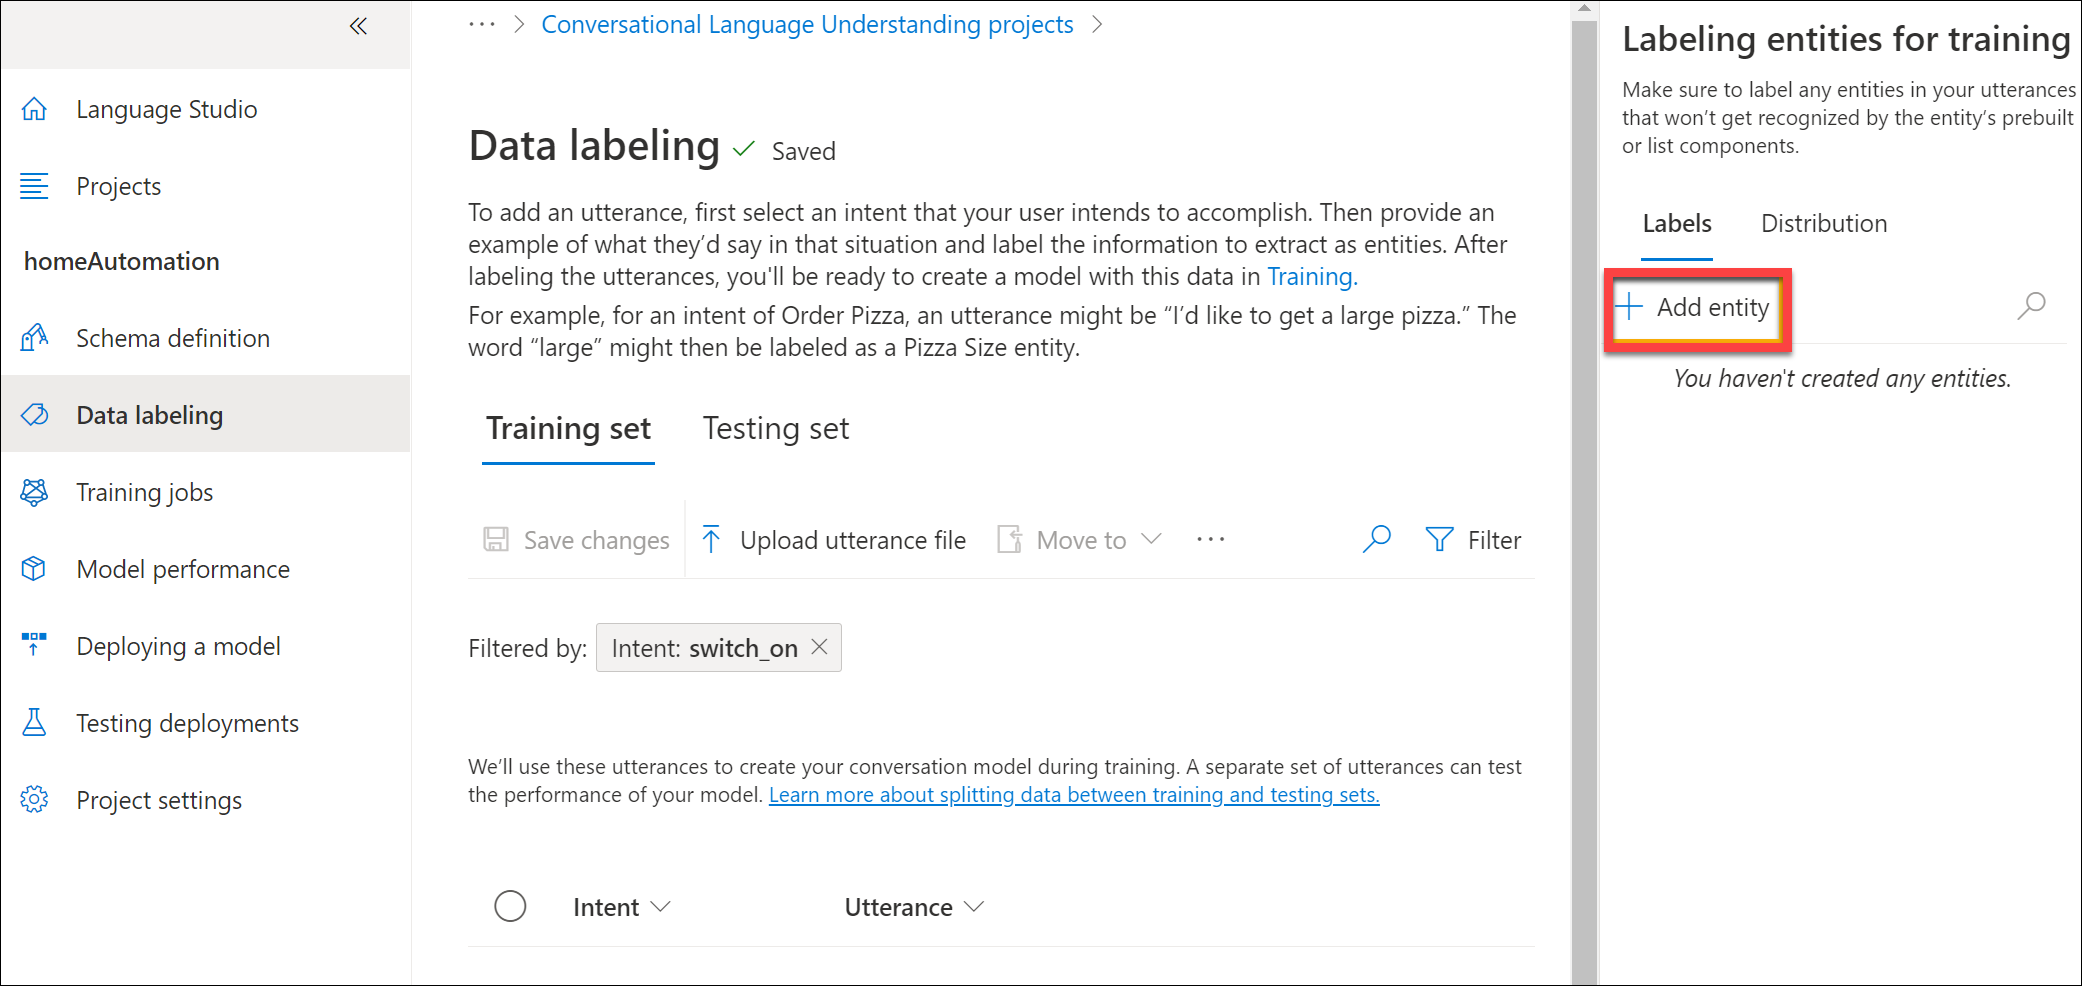 Language Studio
Projects
homeAutomation
Schema definition
Data labeling
Training jobs
Model performance
Deploying a model
Testing deployments
Project settings
··· > Conversational Language Understanding projects >
Data labeling
Saved
To add an utterance, first select an intent that your user intends to accomplish. Then provide an
example of what they’d say in that situation and label the information to extract as entities. After
labeling the utterances, you'll be ready to create a model with this data in Training.
For example, for an intent of Order Pizza, an utterance might be “I’d like to get a large pizza.” The
word “large” might then be labeled as a Pizza Size entity.
Training set Testing set
Save changes Upload utterance file Move to ··· Filter
Filtered by: Intent: switch_on
We’ll use these utterances to create your conversation model during training. A separate set of utterances can test
the performance of your model. Learn more about splitting data between training and testing sets.
Intent Utterance
Labeling entities for training
Make sure to label any entities in your utterances
that won’t get recognized by the entity’s prebuilt
or list components.
Labels Distribution
Add entity
You haven't created any entities.